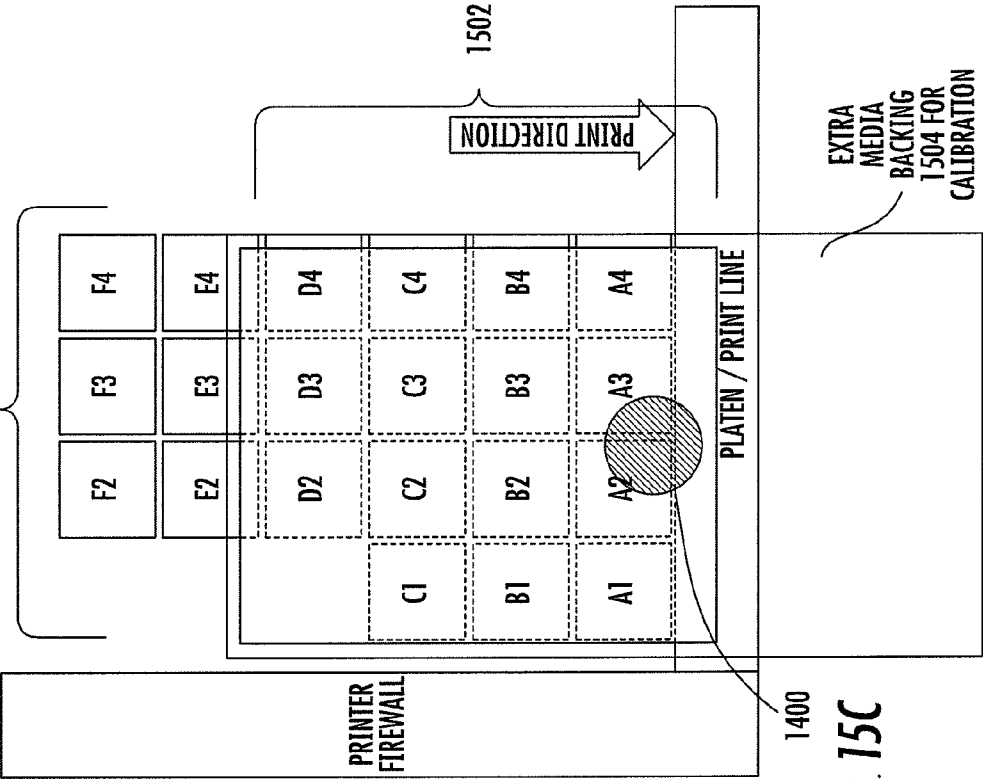 1502
PRINT DIRECTION
EXTRA
MEDIA
BACKING
1504 FOR
CALIBRATION
F4
E4
D4
C4
B4
A4
F3
E3
D3
C3
B3
A3
F2
E2
D2
C2
B2
A2
C1
B1
A1
PLATEN / PRINT LINE
PRINTER
FIREWALL
1400
15C